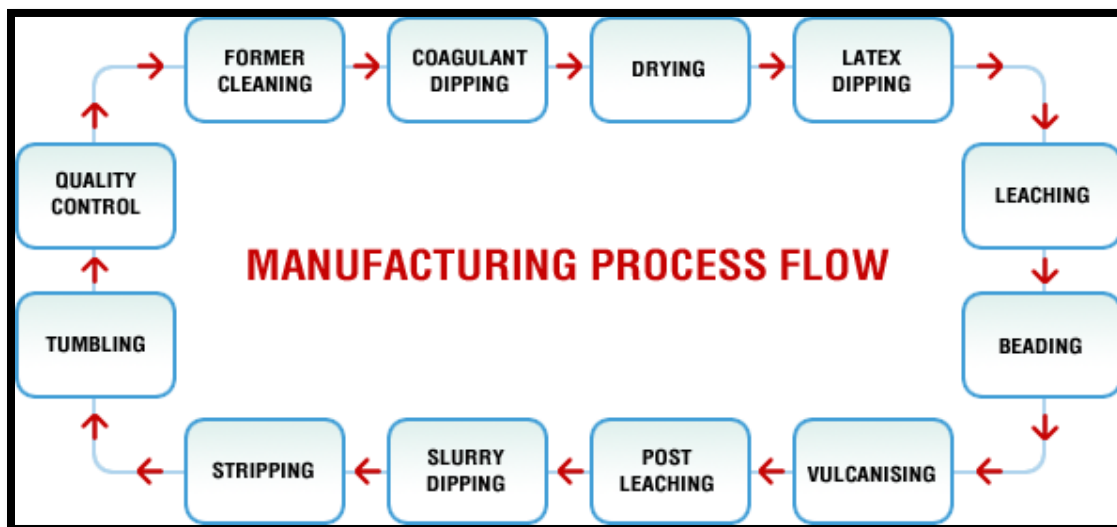 FORMER
CLEANING
COAGULANT
DIPPING
DRYING
LATEX
DIPPING
LEACHING
BEADING
VULCANISING
POST
LEACHING
SLURRY
DIPPING
STRIPPING
TUMBLING
QUALITY
CONTROL
MANUFACTURING PROCESS FLOW